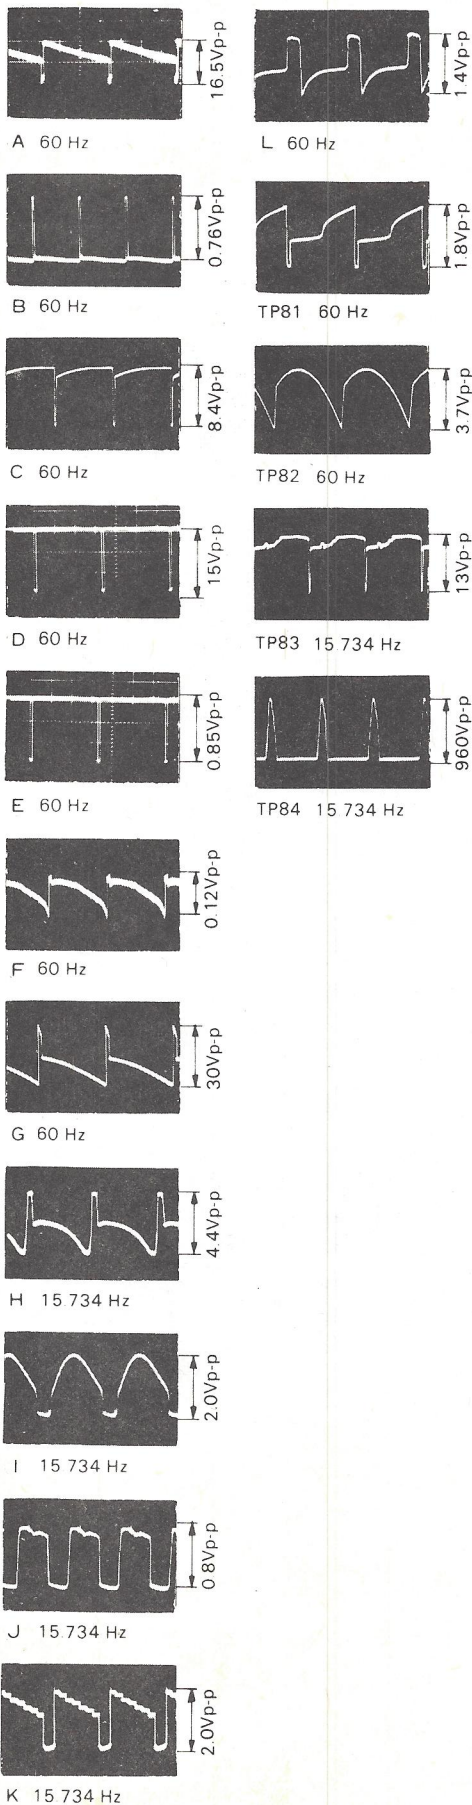 16.5Vp-p
A 60 Hz
0.76Vp-p
B 60 Hz
8.4Vp-p
C 60 Hz
15Vp-p
D 60 Hz
0.85Vp-p
E 60 Hz
0.12Vp-p
F 60 Hz
30Vp-p
G 60 Hz
4.4Vp-p
H 15.734 Hz
2.0Vp-p
I 15 734 Hz
0.8Vp-p
J 15.734 Hz
2.0Vp-p
K 15 734 Hz
1.4Vp-p
L 60 Hz
1.8Vp-p
TP81 60 Hz
3.7Vp-p
TP82 60 Hz
13Vp-p
TP83 15.734 Hz
960Vp-p
TP84 15 734 Hz